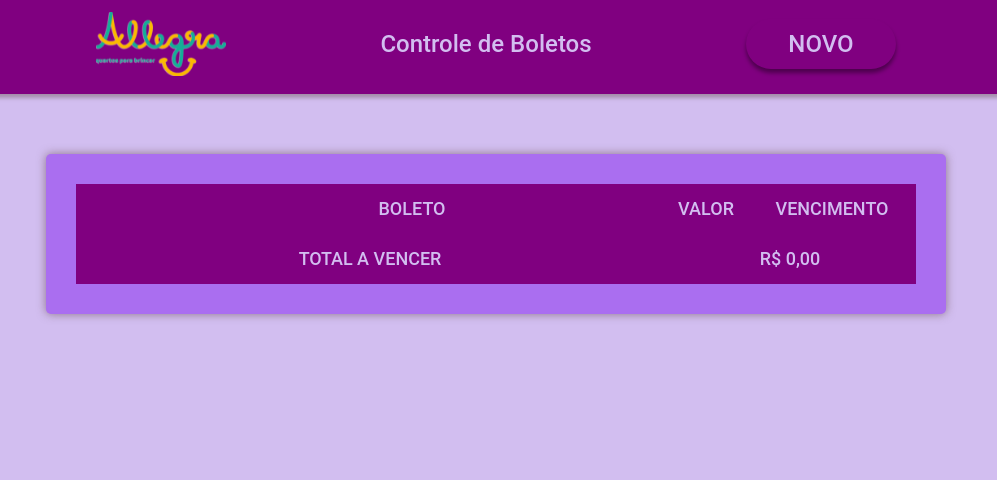 Allegra
quartos para brincar
Controle de Boletos
NOVO
BOLETO VALOR VENCIMENTO
TOTAL A VENCER R$ 0,00